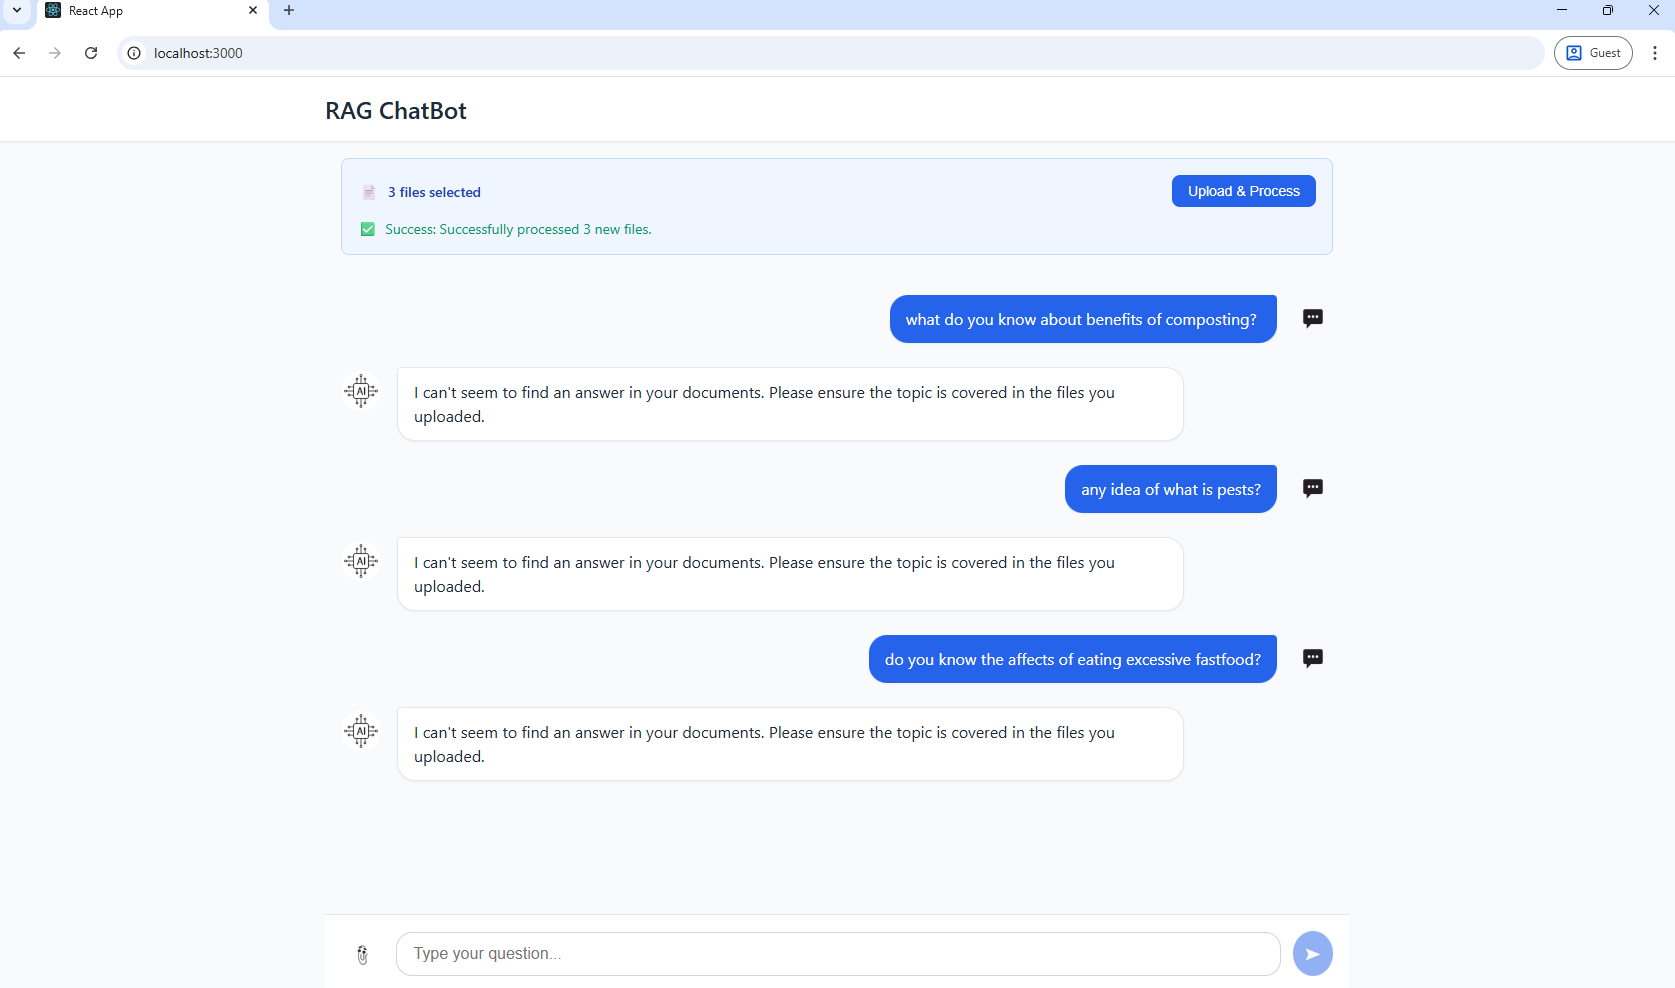 React App
localhost:3000
Guest
RAG ChatBot
3 files selected
Upload & Process
Success: Successfully processed 3 new files.
what do you know about benefits of composting?
AI
I can't seem to find an answer in your documents. Please ensure the topic is covered in the files you
uploaded.
any idea of what is pests?
AI
I can't seem to find an answer in your documents. Please ensure the topic is covered in the files you
uploaded.
do you know the affects of eating excessive fastfood?
AI
I can't seem to find an answer in your documents. Please ensure the topic is covered in the files you
uploaded.
Type your question...